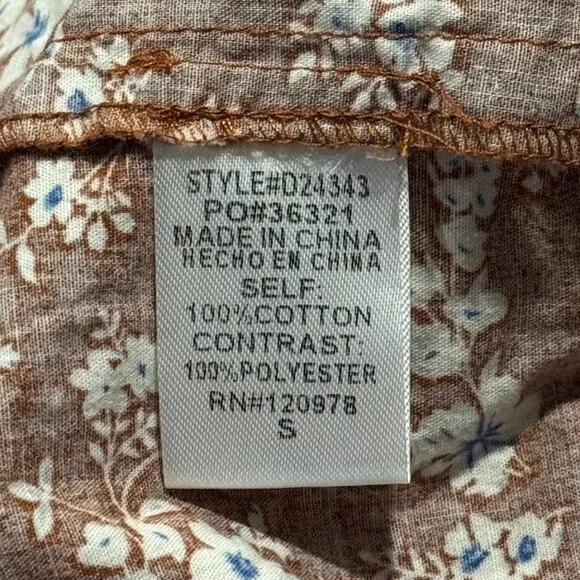 STYLE#D24343
PO#36321
MADE IN CHINA
HECHO EN CHINA
SELF:
100%COTTON
CONTRAST:
100%POLYESTER
RN#120978
S